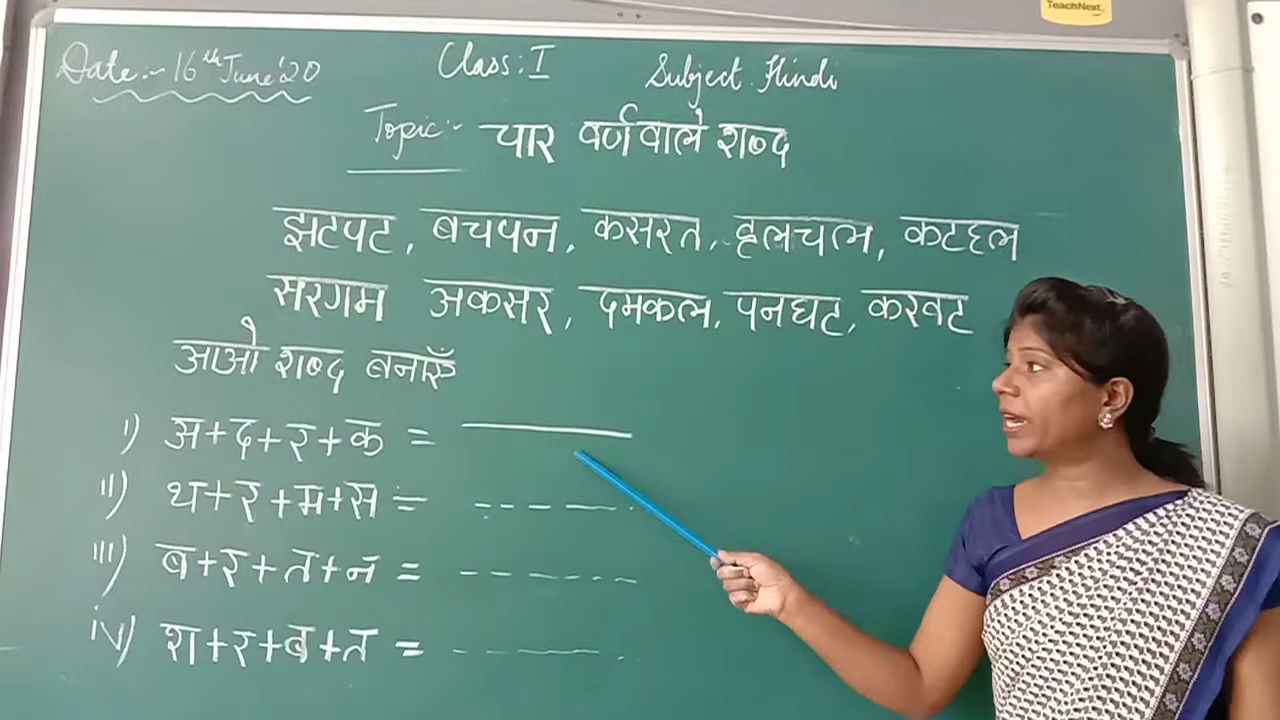 TeachNext
Date:- 16th June'20 Class: I Subject: Hindi
Topic:- चार वर्ण वाले शब्द
झटपट, बचपन, कसरत, हलचल, कटहल
सरगम अकसर, दमकल, पनघट, करवट
आओ शब्द बनाएँ
i) अ+द+र+क = ______
ii) थ+र+म+स = ------
iii) ब+र+त+न = ------
iv) श+र+ब+त = ------